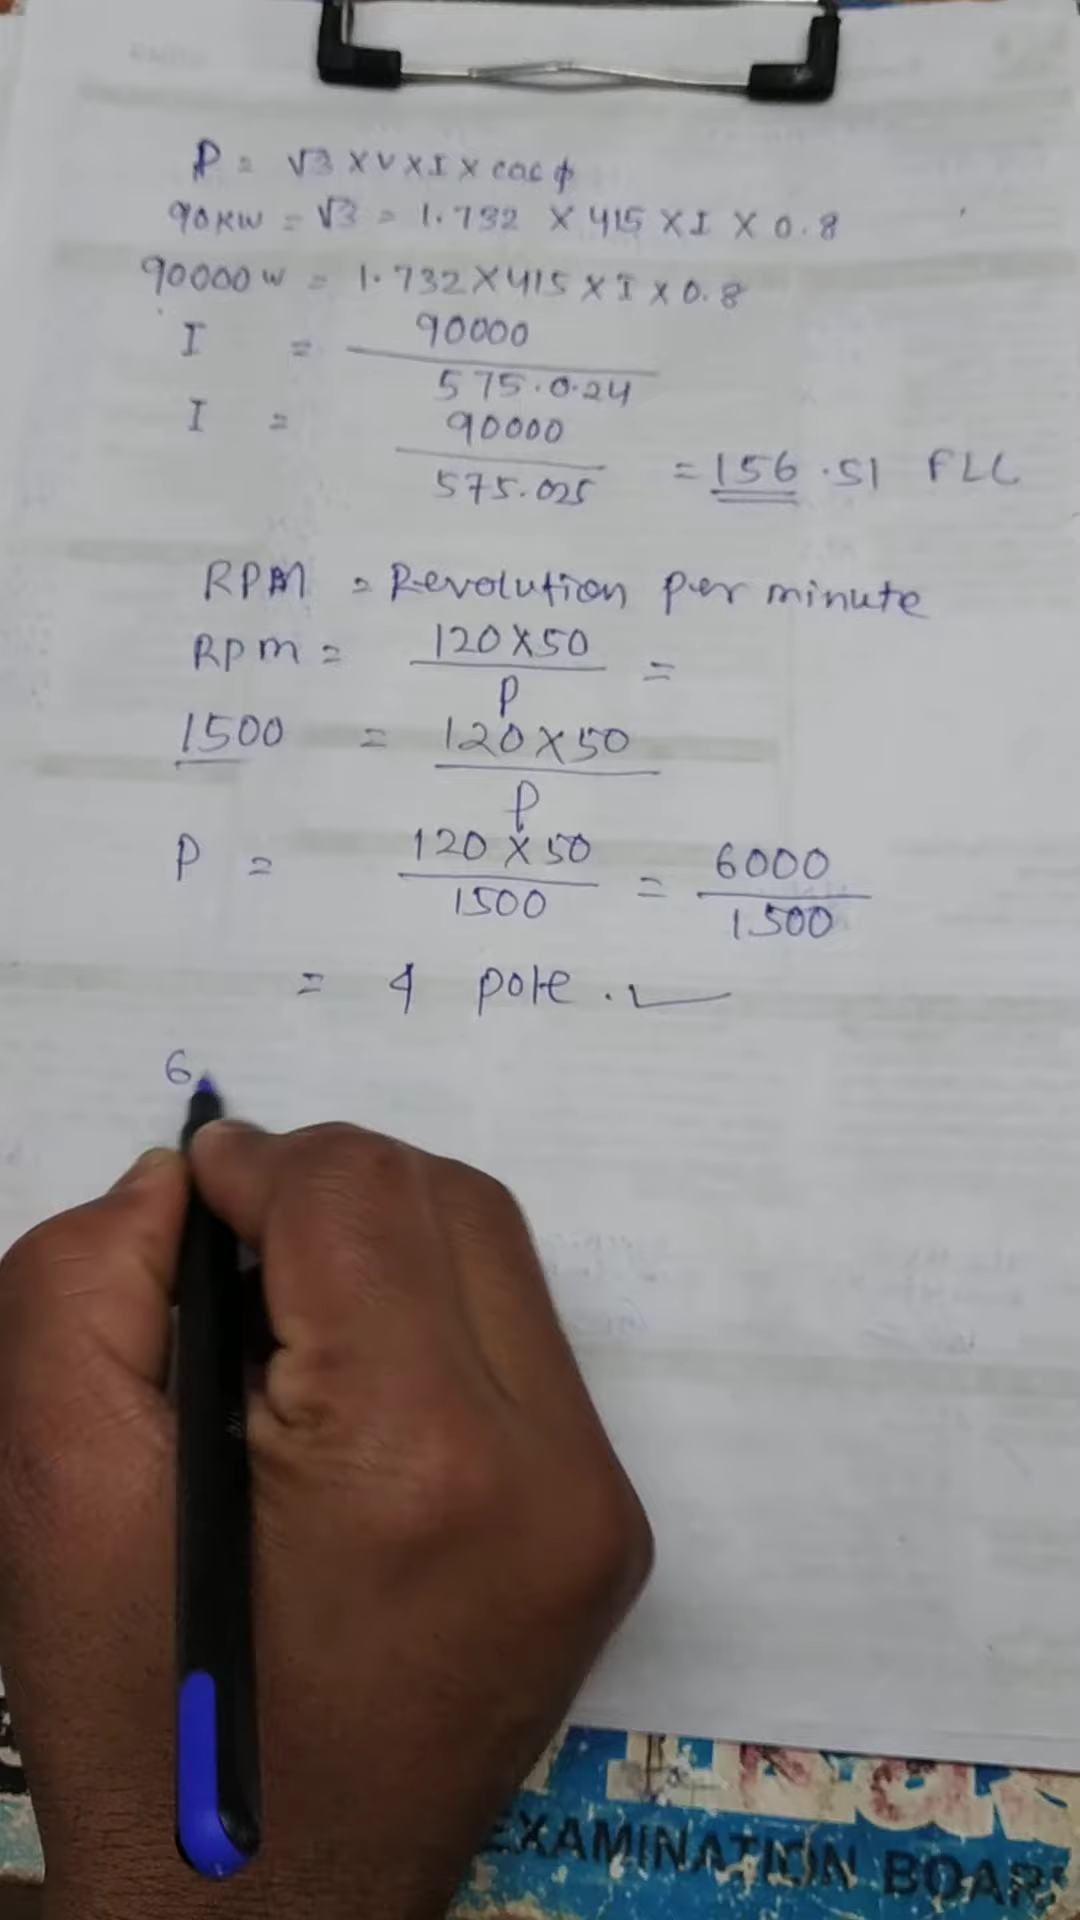 P = √3 X V X I X cos ϕ
90KW = √3 = 1.732 X 415 X I X 0.8
90000 W = 1.732 X 415 X I X 0.8
I = 90000
575.0.24
I = 90000
575.025 = 156.51 FLC
RPM = Revolution per minute
RPM = 120 X 50 =
P
1500 = 120 X 50
P
P = 120 X 50 = 6000
1500 1500
= 4 pole. ✓
6
EXAMINATION BOAR